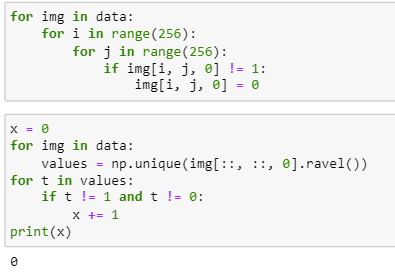 for img in data:
    for i in range(256):
        for j in range(256):
            if img[i, j, 0] != 1:
                img[i, j, 0] = 0
x = 0
for img in data:
    values = np.unique(img[::, ::, 0].ravel())
for t in values:
    if t != 1 and t != 0:
        x += 1
print(x)
0